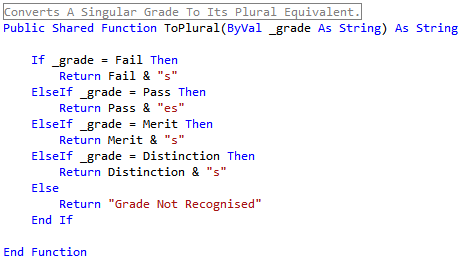 Converts A Singular Grade To Its Plural Equivalent.
Public Shared Function ToPlural(ByVal _grade As String) As String
If _grade = Fail Then
Return Fail & "s"
ElseIf _grade = Pass Then
Return Pass & "es"
ElseIf _grade = Merit Then
Return Merit & "s"
ElseIf _grade = Distinction Then
Return Distinction & "s"
Else
Return "Grade Not Recognised"
End If
End Function